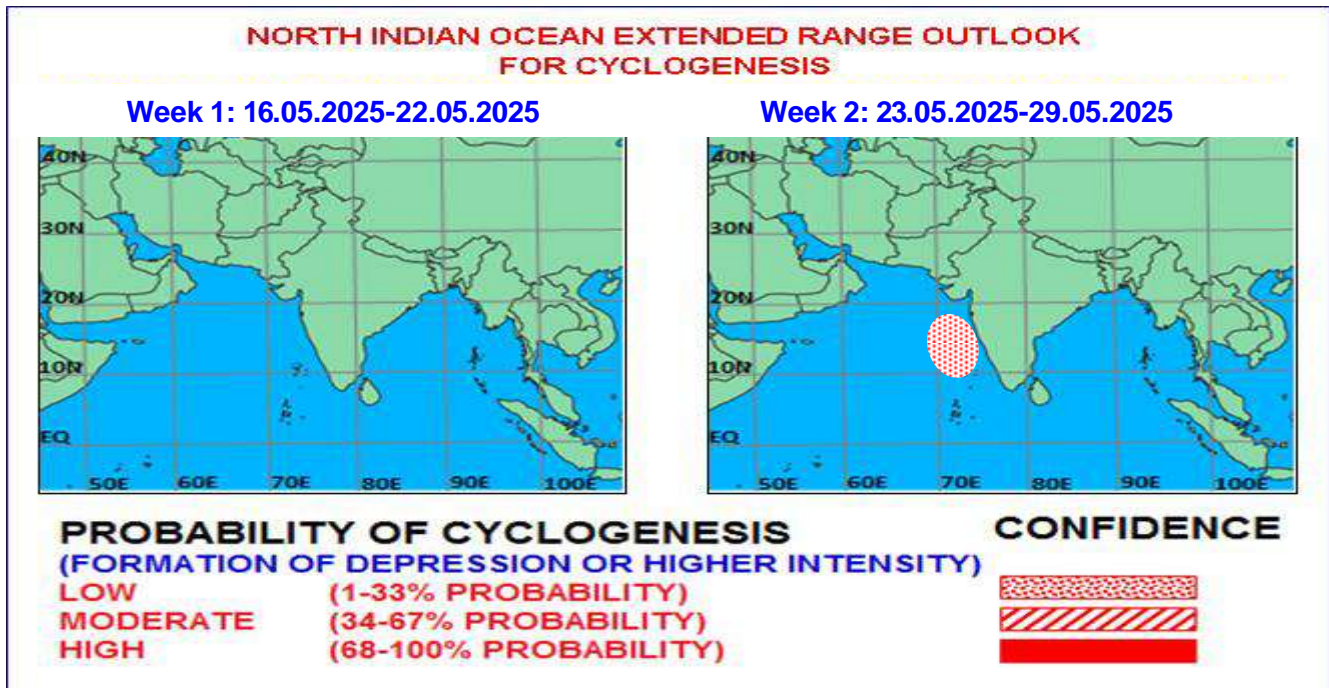 NORTH INDIAN OCEAN EXTENDED RANGE OUTLOOK
FOR CYCLOGENESIS
Week 1: 16.05.2025-22.05.2025
40N
30N
20N
10N
EQ
50E 60E 70E 80E 90E 100E
Week 2: 23.05.2025-29.05.2025
40N
30N
20N
10N
EQ
50E 60E 70E 80E 90E 100E
PROBABILITY OF CYCLOGENESIS
(FORMATION OF DEPRESSION OR HIGHER INTENSITY)
CONFIDENCE
LOW (1-33% PROBABILITY)
MODERATE (34-67% PROBABILITY)
HIGH (68-100% PROBABILITY)